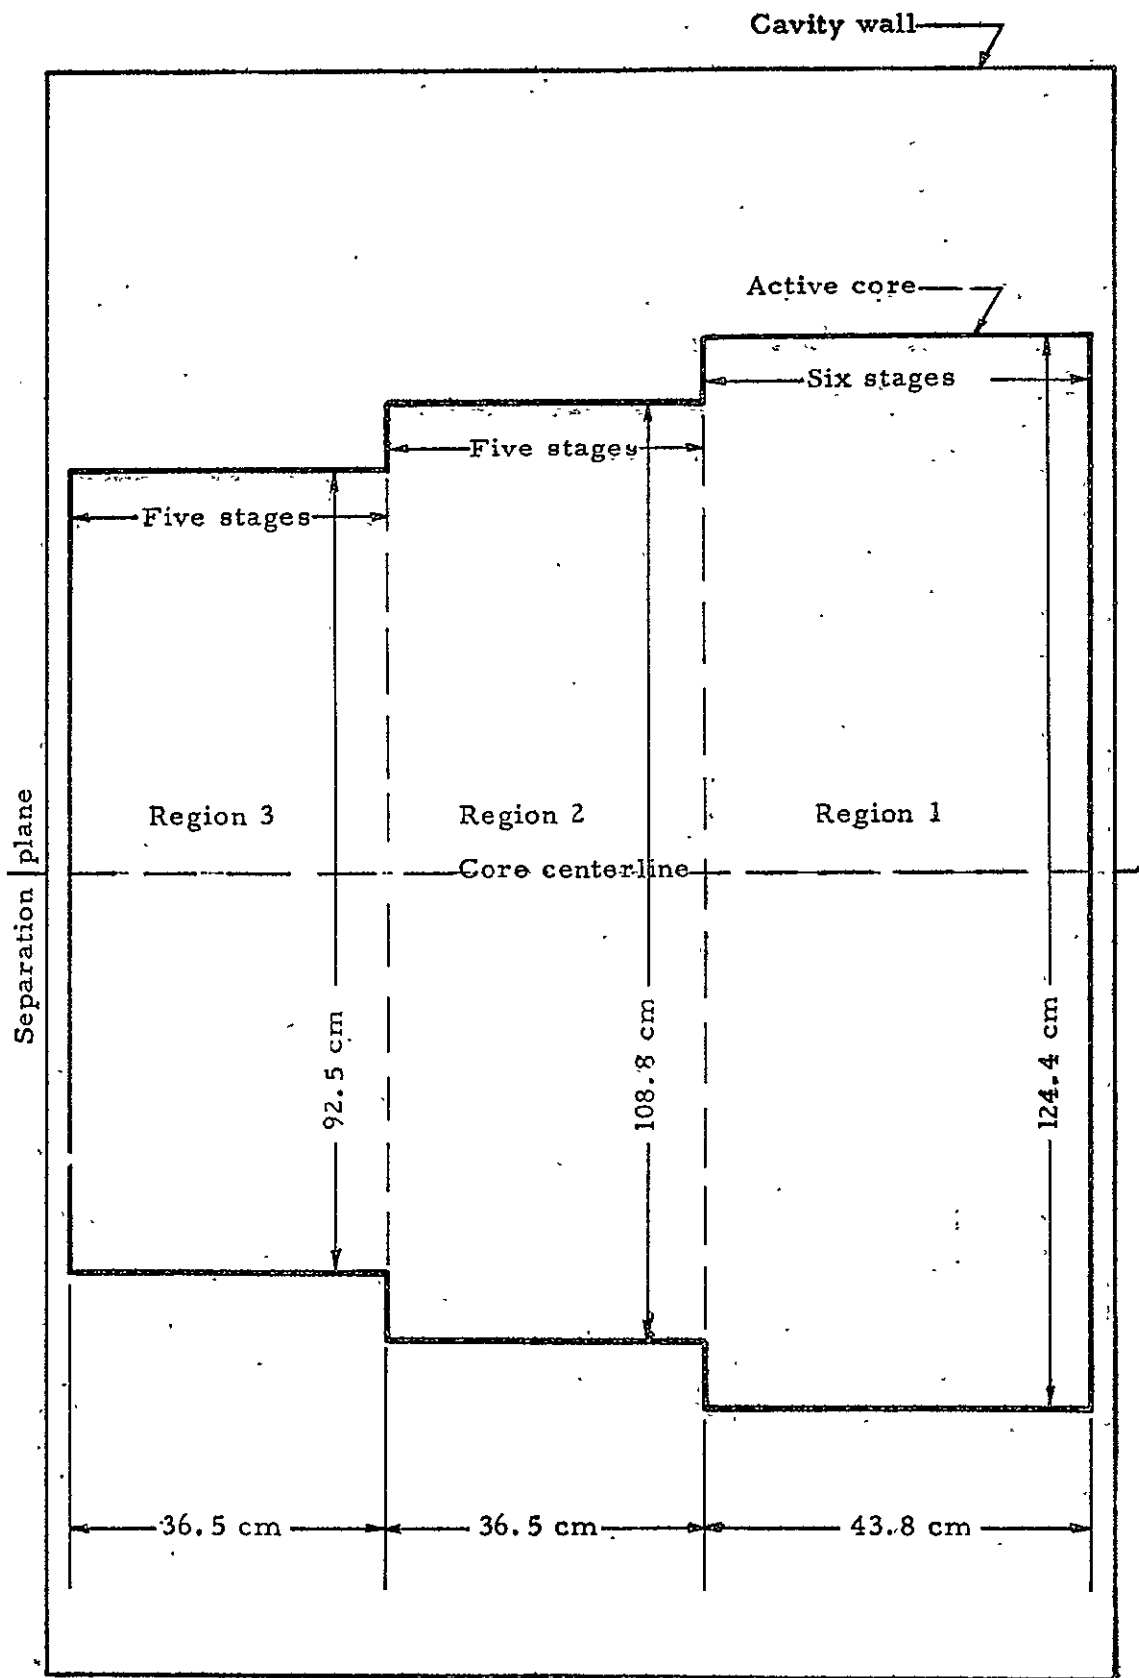 Cavity wall
Active core
Six stages
Five stages
Five stages
Region 3
Region 2
Region 1
Core centerline
Separation plane
92.5 cm
108.8 cm
124.4 cm
36.5 cm
36.5 cm
43.8 cm